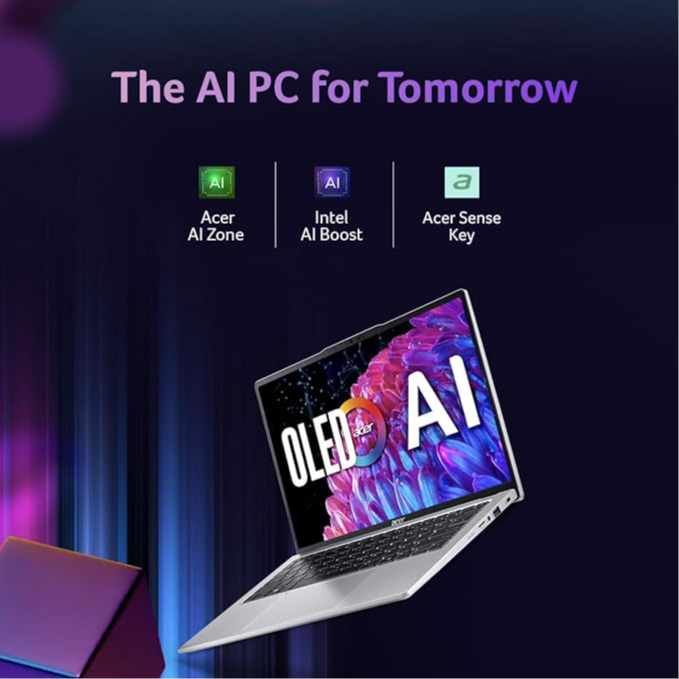 The AI PC for Tomorrow
AI
AI
a
Acer
AI Zone
Intel
AI Boost
Acer Sense
Key
OLED
acer
AI
acer